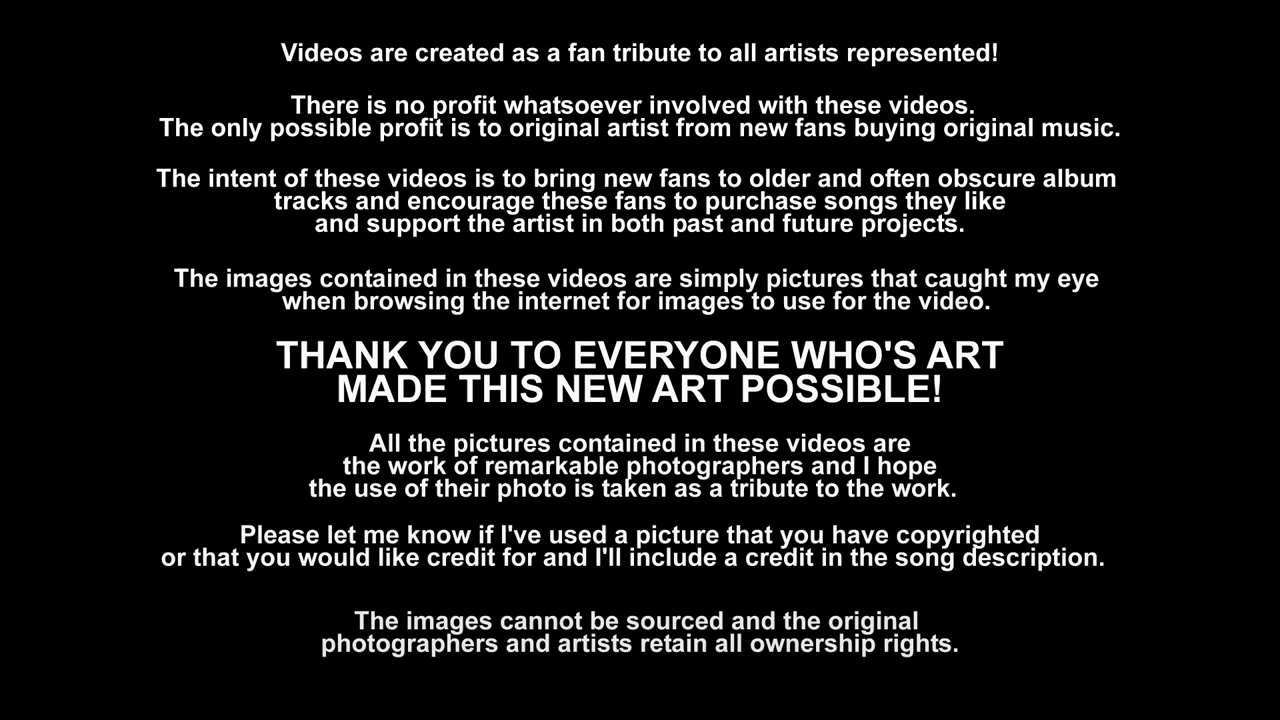 Videos are created as a fan tribute to all artists represented!
There is no profit whatsoever involved with these videos.
The only possible profit is to original artist from new fans buying original music.
The intent of these videos is to bring new fans to older and often obscure album
tracks and encourage these fans to purchase songs they like
and support the artist in both past and future projects.
The images contained in these videos are simply pictures that caught my eye
when browsing the internet for images to use for the video.
THANK YOU TO EVERYONE WHO'S ART
MADE THIS NEW ART POSSIBLE!
All the pictures contained in these videos are
the work of remarkable photographers and I hope
the use of their photo is taken as a tribute to the work.
Please let me know if I've used a picture that you have copyrighted
or that you would like credit for and I'll include a credit in the song description.
The images cannot be sourced and the original
photographers and artists retain all ownership rights.